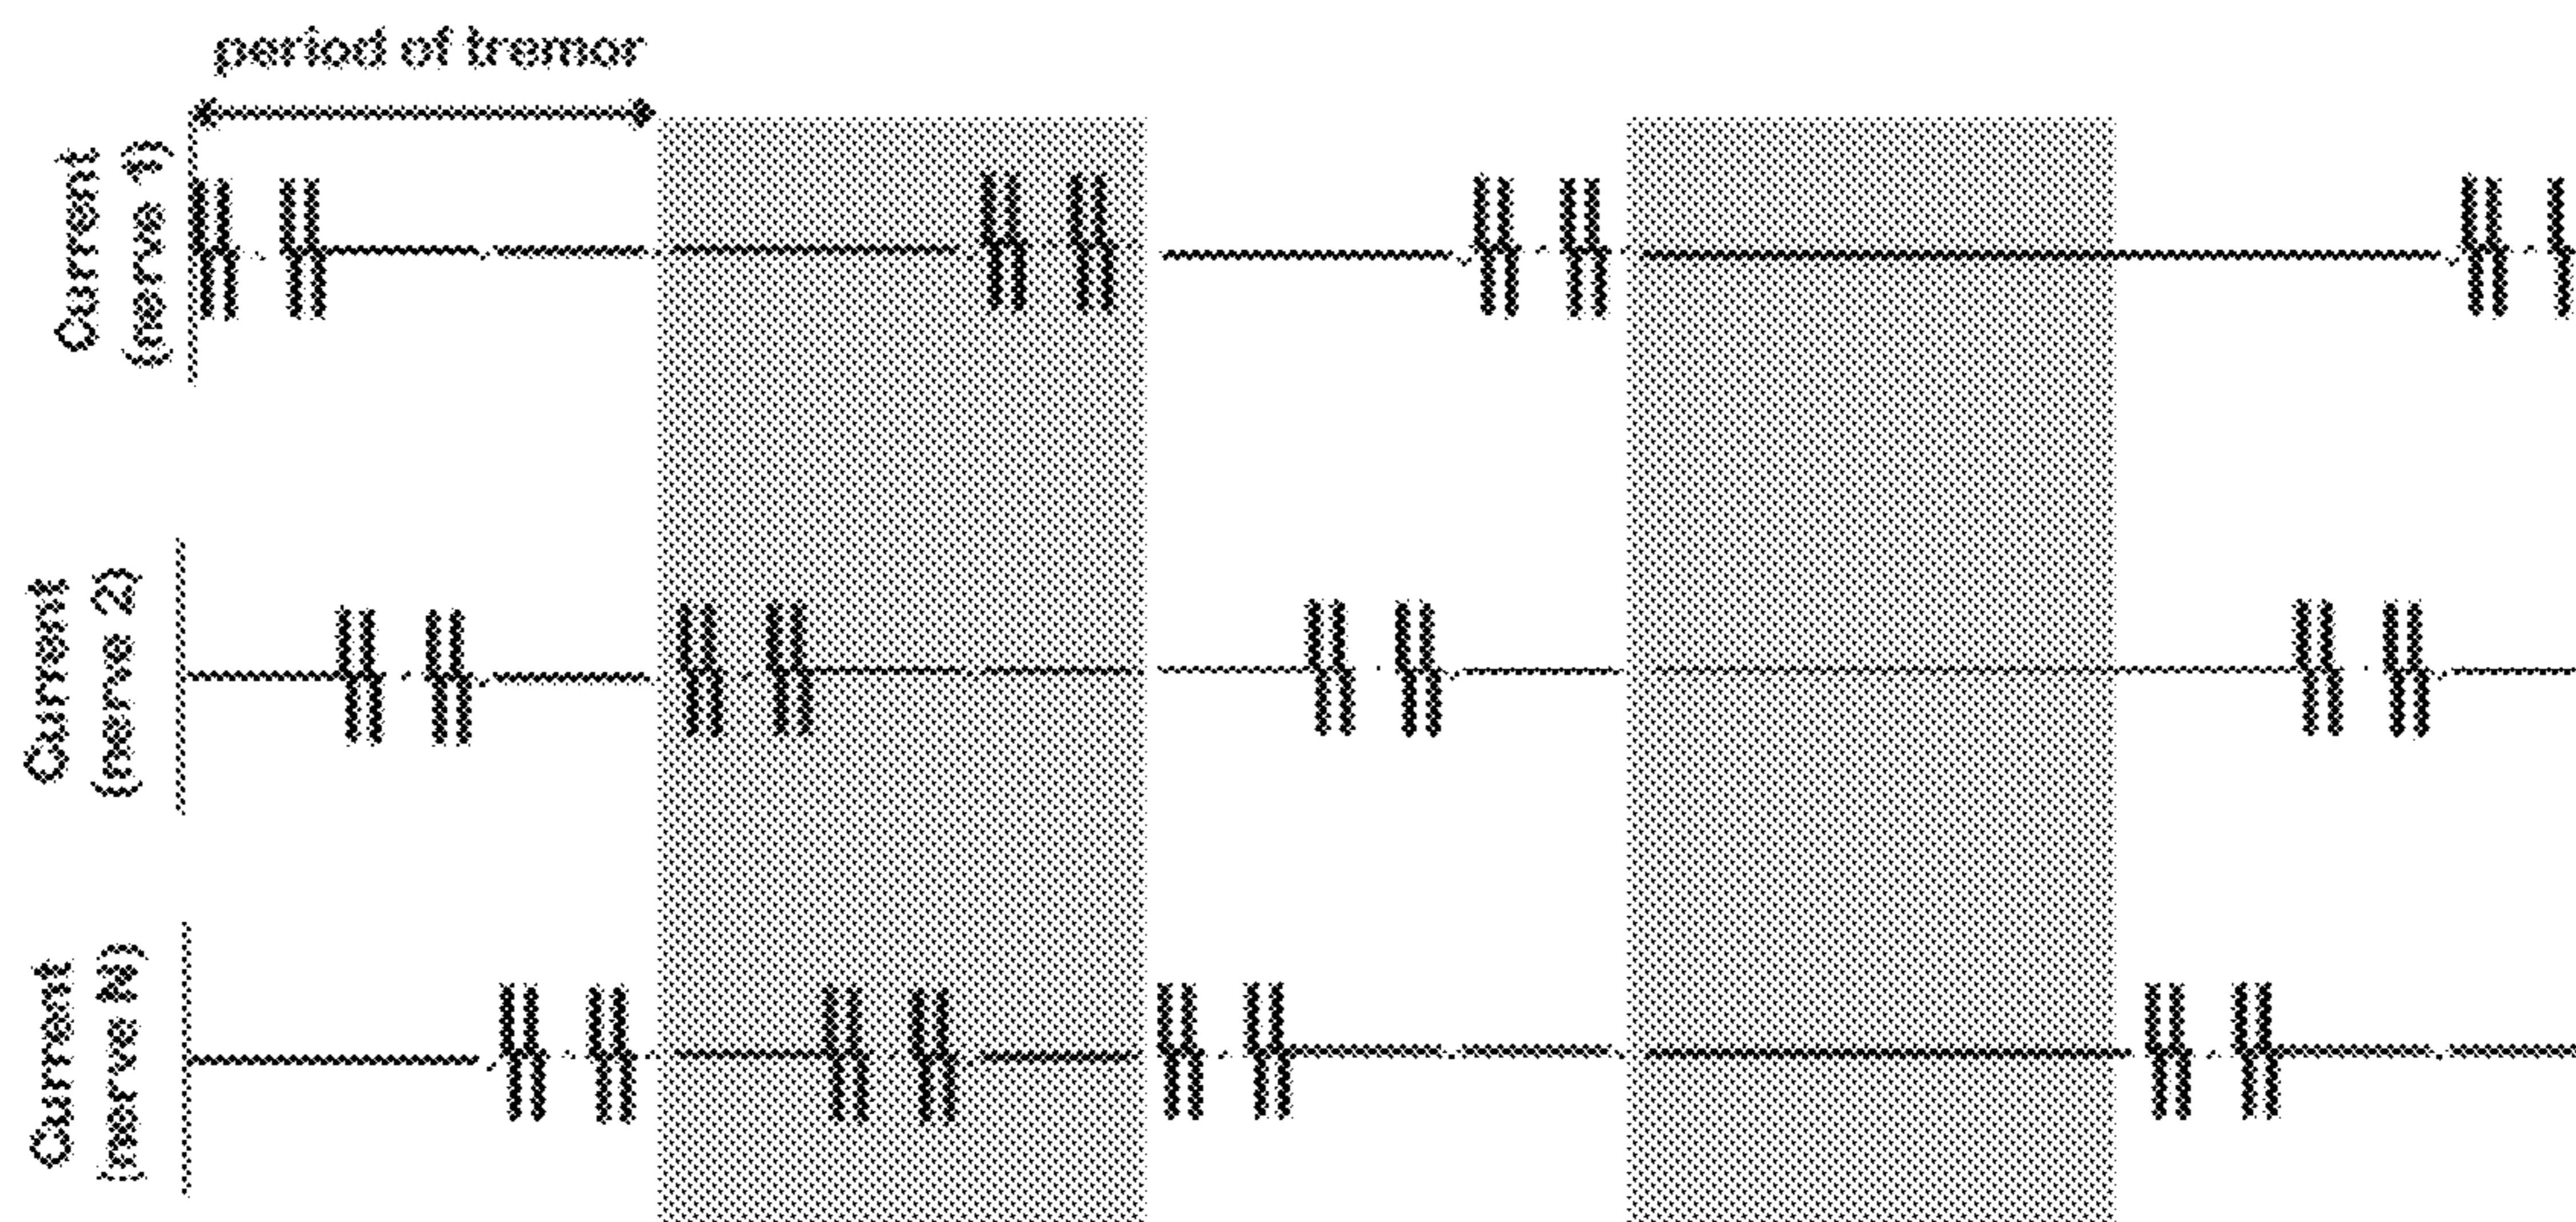 period of tremor
Current
(nerve 1)
Current
(nerve 2)
Current
(nerve N)